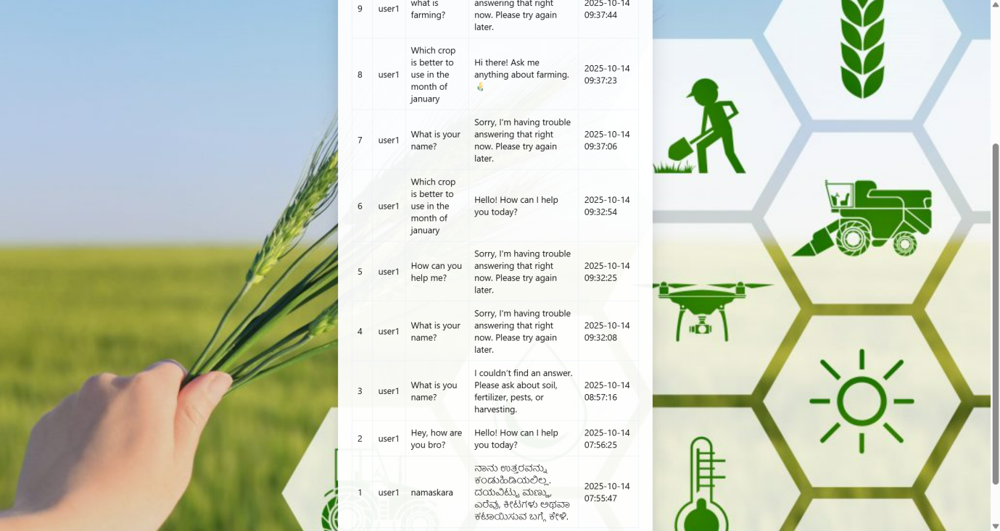 what is
farming?
answering that right
now. Please try again
later.
2025-10-14
09:37:44
9
user1
Which crop
is better to
use in the
month of
january
Hi there! Ask me
anything about farming.
2025-10-14
09:37:23
8
user1
What is your
name?
Sorry, I'm having trouble
answering that right
now. Please try again
later.
2025-10-14
09:37:06
7
user1
Which crop
is better to
use in the
month of
january
Hello! How can I help
you today?
2025-10-14
09:32:54
6
user1
How can you
help me?
Sorry, I'm having trouble
answering that right
now. Please try again
later.
2025-10-14
09:32:25
5
user1
What is your
name?
Sorry, I'm having trouble
answering that right
now. Please try again
later.
2025-10-14
09:32:08
4
user1
What is you
name?
I couldn't find an answer.
Please ask about soil,
fertilizer, pests, or
harvesting.
2025-10-14
08:57:16
3
user1
Hey, how are
you bro?
Hello! How can I help
you today?
2025-10-14
07:56:25
2
user1
namaskara
ನಾನು ಉತ್ತರವನ್ನು
ಕಂಡುಹಿಡಿಯಲಿಲ್ಲ.
ದಯವಿಟ್ಟು ಮಣ್ಣು,
ಎರೆವು, ಕೀಟಗಳು ಅಥವಾ
ಕಟಾಯಿಸುವ ಬಗ್ಗೆ ಕೇಳಿ.
2025-10-14
07:55:47
1
user1